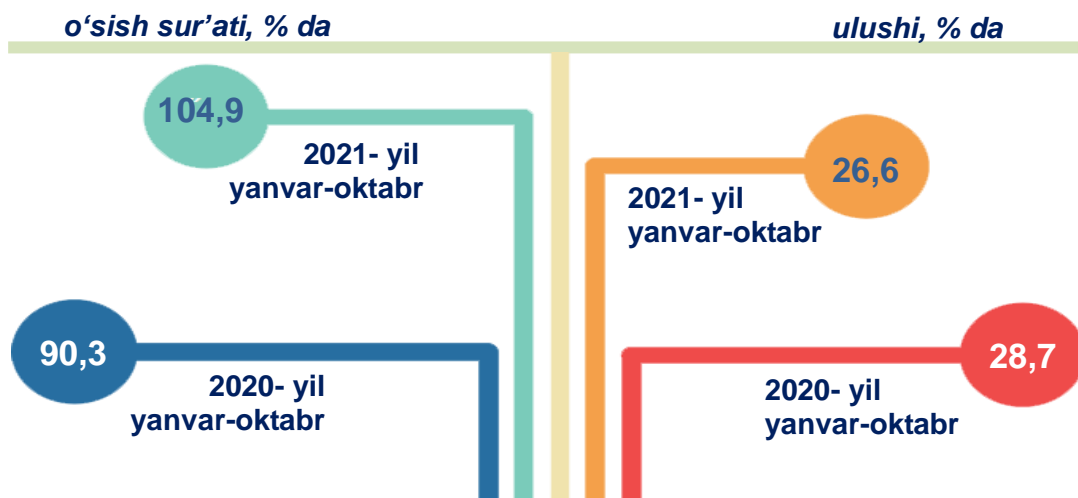 o‘sish sur’ati, % da
ulushi, % da
104,9
2021- yil
yanvar-oktabr
26,6
2021- yil
yanvar-oktabr
90,3
2020- yil
yanvar-oktabr
28,7
2020- yil
yanvar-oktabr